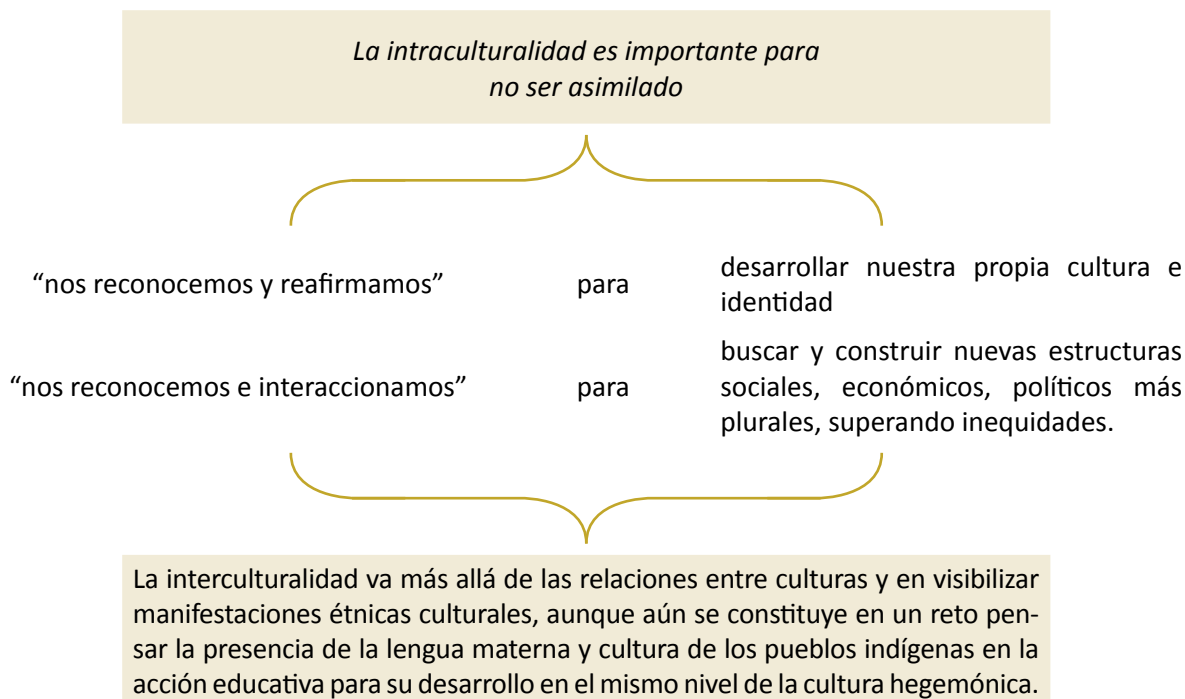 La intraculturalidad es importante para
no ser asimilado
“nos reconocemos y reafirmamos”
para
desarrollar nuestra propia cultura e
identidad
“nos reconocemos e interaccionamos”
para
buscar y construir nuevas estructuras
sociales, económicos, políticos más
plurales, superando inequidades.
La interculturalidad va más allá de las relaciones entre culturas y en visibilizar
manifestaciones étnicas culturales, aunque aún se constituye en un reto pen-
sar la presencia de la lengua materna y cultura de los pueblos indígenas en la
acción educativa para su desarrollo en el mismo nivel de la cultura hegemónica.